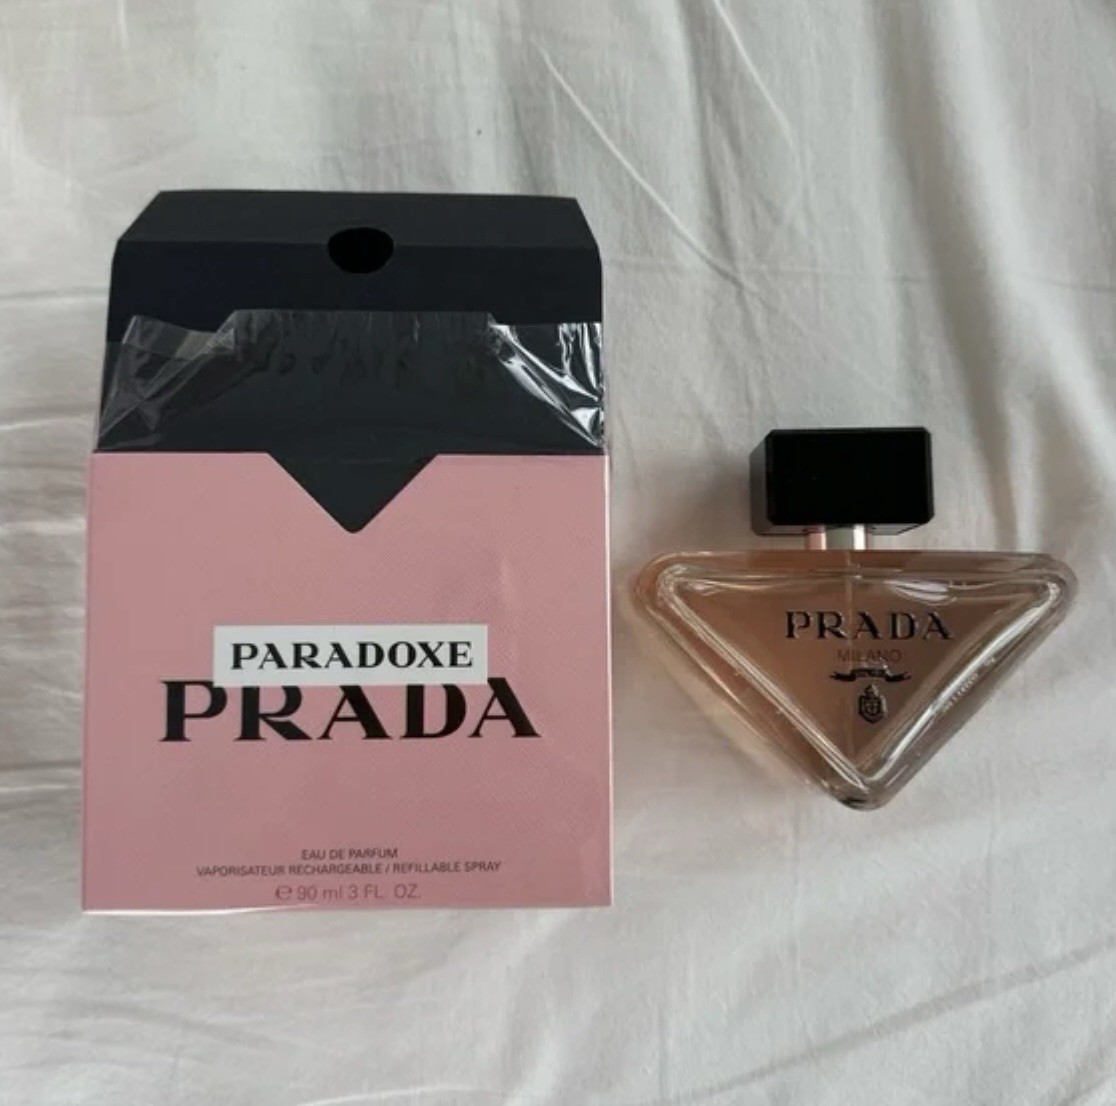 PARADOXE
PRADA
EAU DE PARFUM
VAPORISATEUR RECHARGEABLE / REFILLABLE SPRAY
℮ 90 ml 3 FL. OZ.
PRADA
MILANO